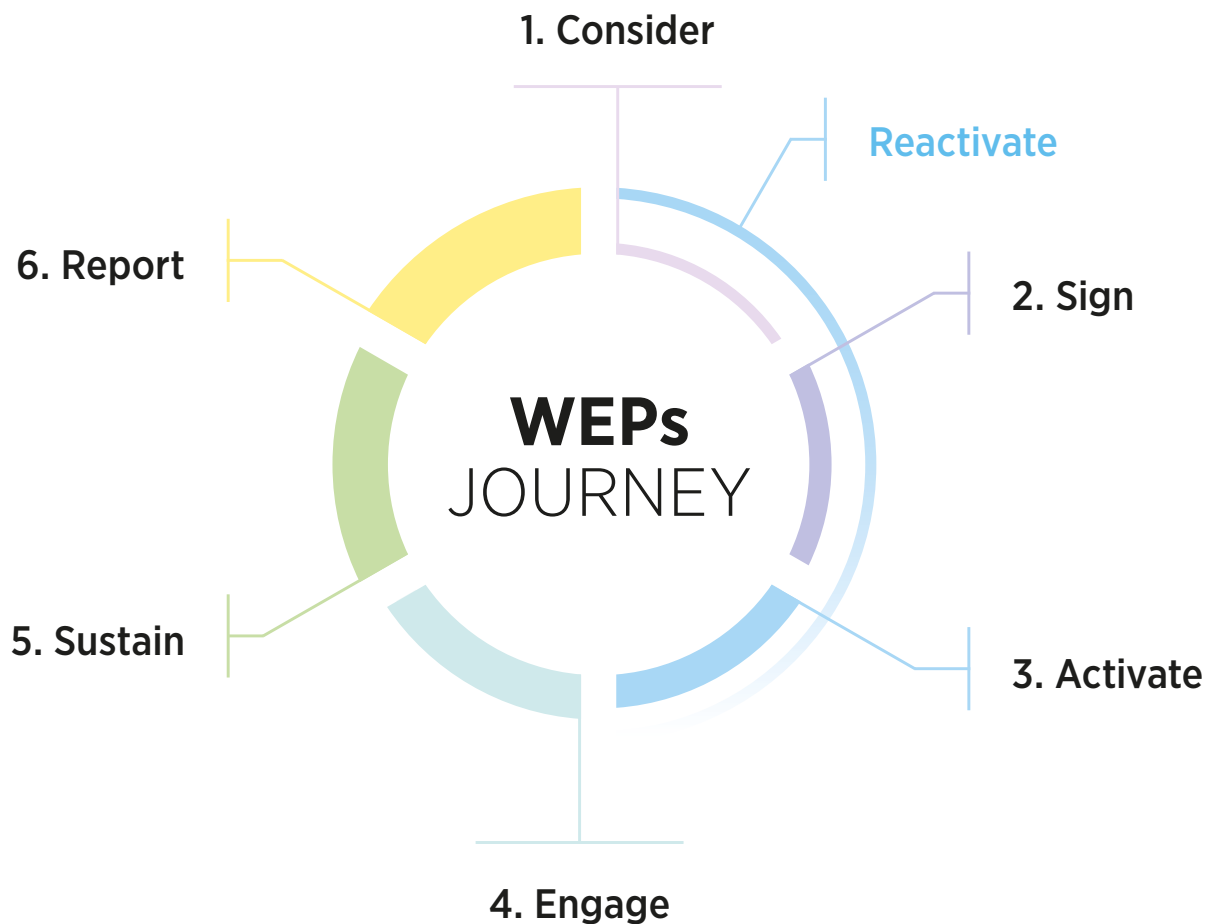 1. Consider
Reactivate
2. Sign
3. Activate
4. Engage
5. Sustain
6. Report
WEPs
JOURNEY